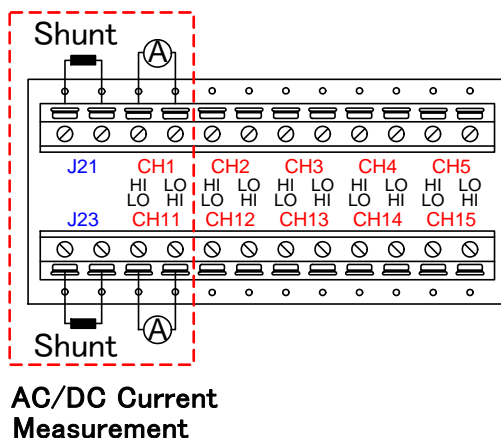 Shunt A
J21 CH1 CH2 CH3 CH4 CH5
HI LO HI LO HI LO HI LO HI LO
LO HI LO HI LO HI LO HI LO HI
J23 CH11 CH12 CH13 CH14 CH15
A
Shunt
AC/DC Current
Measurement